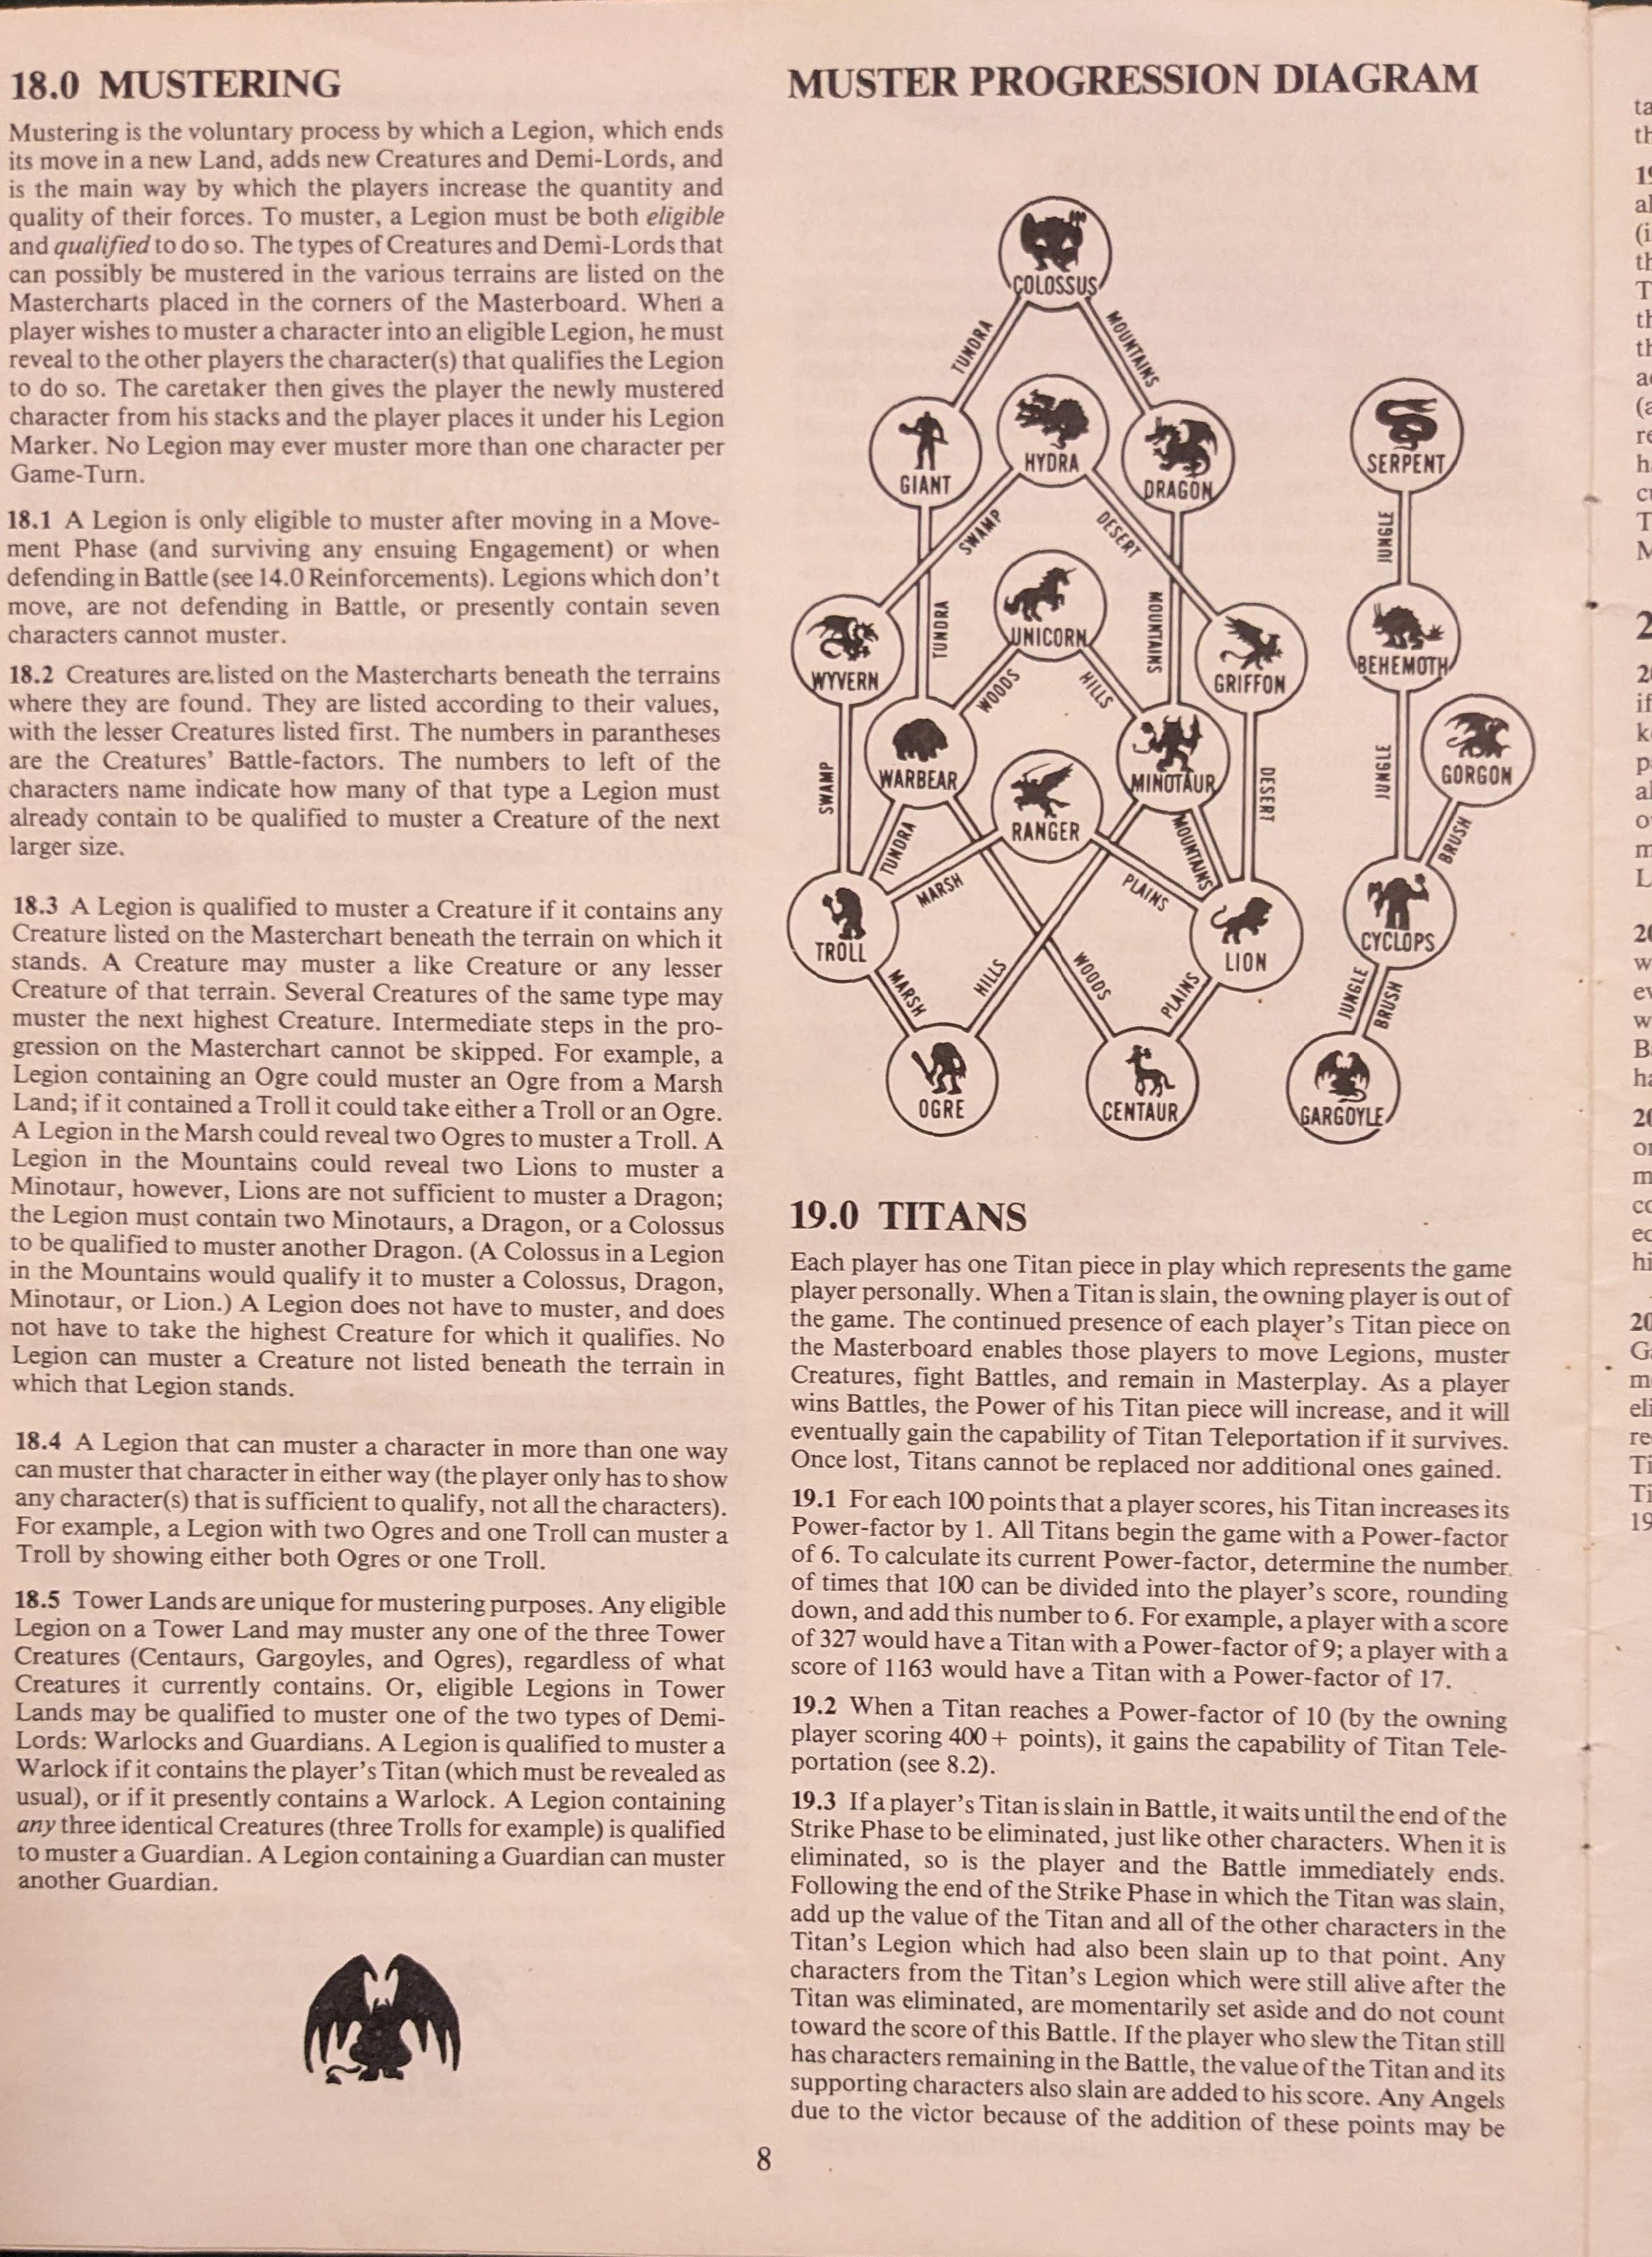 18.0 MUSTERING
Mustering is the voluntary process by which a Legion, which ends
its move in a new Land, adds new Creatures and Demi-Lords, and
is the main way by which the players increase the quantity and
quality of their forces. To muster, a Legion must be both eligible
and qualified to do so. The types of Creatures and Demi-Lords that
can possibly be mustered in the various terrains are listed on the
Mastercharts placed in the corners of the Masterboard. When a
player wishes to muster a character into an eligible Legion, he must
reveal to the other players the character(s) that qualifies the Legion
to do so. The caretaker then gives the player the newly mustered
character from his stacks and the player places it under his Legion
Marker. No Legion may ever muster more than one character per
Game-Turn.
18.1 A Legion is only eligible to muster after moving in a Move-
ment Phase (and surviving any ensuing Engagement) or when
defending in Battle (see 14.0 Reinforcements). Legions which don't
move, are not defending in Battle, or presently contain seven
characters cannot muster.
18.2 Creatures are listed on the Mastercharts beneath the terrains
where they are found. They are listed according to their values,
with the lesser Creatures listed first. The numbers in parantheses
are the Creatures' Battle-factors. The numbers to left of the
characters name indicate how many of that type a Legion must
already contain to be qualified to muster a Creature of the next
larger size.
18.3 A Legion is qualified to muster a Creature if it contains any
Creature listed on the Masterchart beneath the terrain on which it
stands. A Creature may muster a like Creature or any lesser
Creature of that terrain. Several Creatures of the same type may
muster the next highest Creature. Intermediate steps in the pro-
gression on the Masterchart cannot be skipped. For example, a
Legion containing an Ogre could muster an Ogre from a Marsh
Land; if it contained a Troll it could take either a Troll or an Ogre.
A Legion in the Marsh could reveal two Ogres to muster a Troll. A
Legion in the Mountains could reveal two Lions to muster a
Minotaur, however, Lions are not sufficient to muster a Dragon;
the Legion must contain two Minotaurs, a Dragon, or a Colossus
to be qualified to muster another Dragon. (A Colossus in a Legion
in the Mountains would qualify it to muster a Colossus, Dragon,
Minotaur, or Lion.) A Legion does not have to muster, and does
not have to take the highest Creature for which it qualifies. No
Legion can muster a Creature not listed beneath the terrain in
which that Legion stands.
18.4 A Legion that can muster a character in more than one way
can muster that character in either way (the player only has to show
any character(s) that is sufficient to qualify, not all the characters).
For example, a Legion with two Ogres and one Troll can muster a
Troll by showing either both Ogres or one Troll.
18.5 Tower Lands are unique for mustering purposes. Any eligible
Legion on a Tower Land may muster any one of the three Tower
Creatures (Centaurs, Gargoyles, and Ogres), regardless of what
Creatures it currently contains. Or, eligible Legions in Tower
Lands may be qualified to muster one of the two types of Demi-
Lords: Warlocks and Guardians. A Legion is qualified to muster a
Warlock if it contains the player's Titan (which must be revealed as
usual), or if it presently contains a Warlock. A Legion containing
any three identical Creatures (three Trolls for example) is qualified
to muster a Guardian. A Legion containing a Guardian can muster
another Guardian.
MUSTER PROGRESSION DIAGRAM
COLOSSUS
TUNDRA
MOUNTAINS
GIANT
HYDRA
DRAGON
SERPENT
SWAMP
DESERT
JUNGLE
TUNDRA
UNICORN
MOUNTAINS
WYVERN
WOODS
HILLS
GRIFFON
BEHEMOTH
SWAMP
WARBEAR
RANGER
MINOTAUR
DESERT
JUNGLE
GORGON
TUNDRA
MARSH
PLAINS
MOUNTAINS
BRUSH
TROLL
LION
CYCLOPS
MARSH
HILLS
WOODS
PLAINS
JUNGLE
BRUSH
OGRE
CENTAUR
GARGOYLE
19.0 TITANS
Each player has one Titan piece in play which represents the game
player personally. When a Titan is slain, the owning player is out of
the game. The continued presence of each player's Titan piece on
the Masterboard enables those players to move Legions, muster
Creatures, fight Battles, and remain in Masterplay. As a player
wins Battles, the Power of his Titan piece will increase, and it will
eventually gain the capability of Titan Teleportation if it survives.
Once lost, Titans cannot be replaced nor additional ones gained.
19.1 For each 100 points that a player scores, his Titan increases its
Power-factor by 1. All Titans begin the game with a Power-factor
of 6. To calculate its current Power-factor, determine the number
of times that 100 can be divided into the player's score, rounding
down, and add this number to 6. For example, a player with a score
of 327 would have a Titan with a Power-factor of 9; a player with a
score of 1163 would have a Titan with a Power-factor of 17.
19.2 When a Titan reaches a Power-factor of 10 (by the owning
player scoring 400+ points), it gains the capability of Titan Tele-
portation (see 8.2).
19.3 If a player's Titan is slain in Battle, it waits until the end of the
Strike Phase to be eliminated, just like other characters. When it is
eliminated, so is the player and the Battle immediately ends.
Following the end of the Strike Phase in which the Titan was slain,
add up the value of the Titan and all of the other characters in the
Titan's Legion which had also been slain up to that point. Any
characters from the Titan's Legion which were still alive after the
Titan was eliminated, are momentarily set aside and do not count
toward the score of this Battle. If the player who slew the Titan still
has characters remaining in the Battle, the value of the Titan and its
supporting characters also slain are added to his score. Any Angels
due to the victor because of the addition of these points may be
8